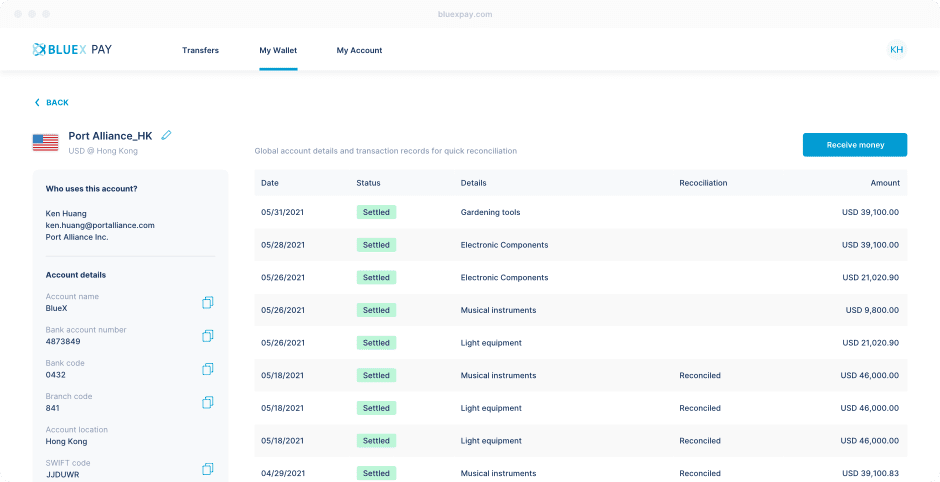 bluexpay.com
BLUEX PAY
Transfers
My Wallet
My Account
KH
BACK
Port Alliance_HK
USD @ Hong Kong
Global account details and transaction records for quick reconciliation
Receive money
Who uses this account?
Ken Huang
ken.huang@portalliance.com
Port Alliance Inc.
Account details
Account name
BlueX
Bank account number
4873849
Bank code
0432
Branch code
841
Account location
Hong Kong
SWIFT code
JJDUWR
Date Status Details Reconciliation Amount
05/31/2021 Settled Gardening tools USD 39,100.00
05/28/2021 Settled Electronic Components USD 39,100.00
05/26/2021 Settled Electronic Components USD 21,020.90
05/26/2021 Settled Musical instruments USD 9,800.00
05/26/2021 Settled Light equipment USD 21,020.90
05/18/2021 Settled Musical instruments Reconciled USD 46,000.00
05/18/2021 Settled Light equipment Reconciled USD 46,000.00
05/18/2021 Settled Light equipment Reconciled USD 46,000.00
04/29/2021 Settled Musical instruments Reconciled USD 39,100.83